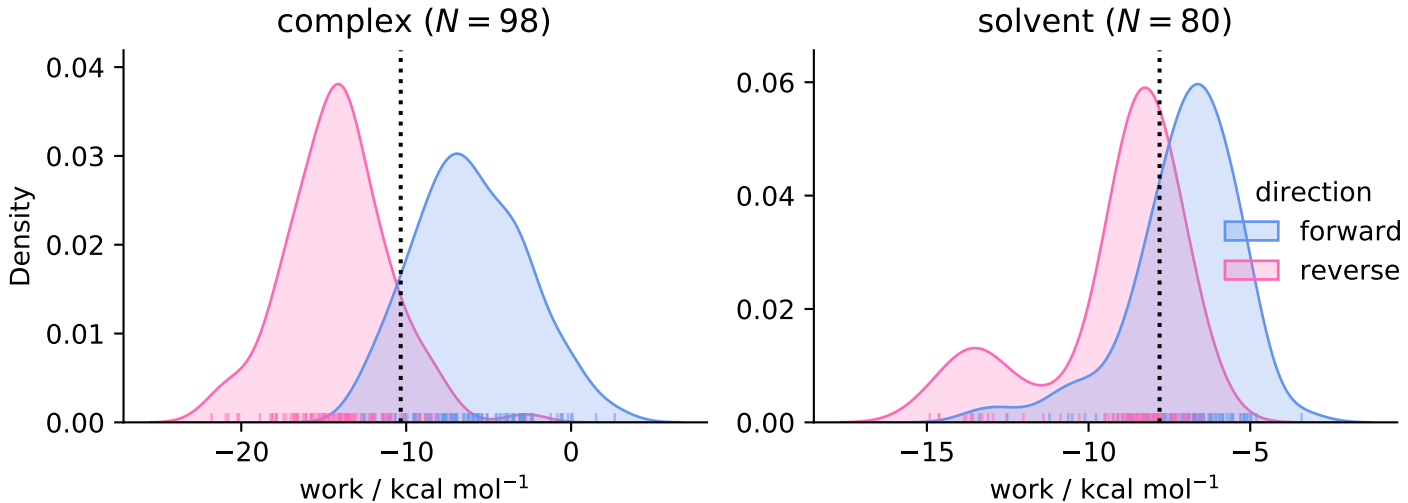 complex (N = 98)
0.04
0.03
0.02
0.01
0.00
Density
−20
−10
0
work / kcal mol⁻¹
solvent (N = 80)
0.06
0.04
0.02
0.00
−15
−10
−5
work / kcal mol⁻¹
direction
forward
reverse